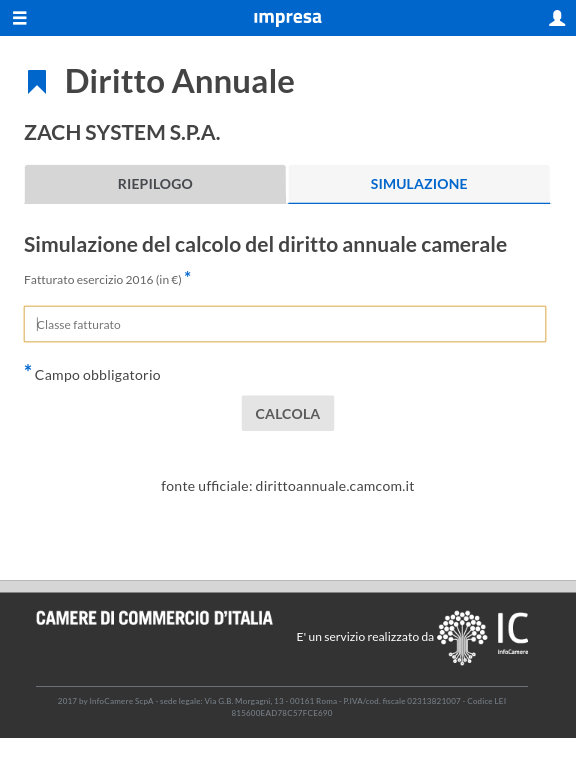 impresa
Diritto Annuale
ZACH SYSTEM S.P.A.
RIEPILOGO
SIMULAZIONE
Simulazione del calcolo del diritto annuale camerale
Fatturato esercizio 2016 (in €) *
Classe fatturato
* Campo obbligatorio
CALCOLA
fonte ufficiale: dirittoannuale.camcom.it
CAMERE DI COMMERCIO D'ITALIA
E' un servizio realizzato da
IC
InfoCamere
2017 by InfoCamere ScpA - sede legale: Via G.B. Morgagni, 13 - 00161 Roma - P.IVA/cod. fiscale 02313821007 - Codice LEI
815600EAD78C57FCE690